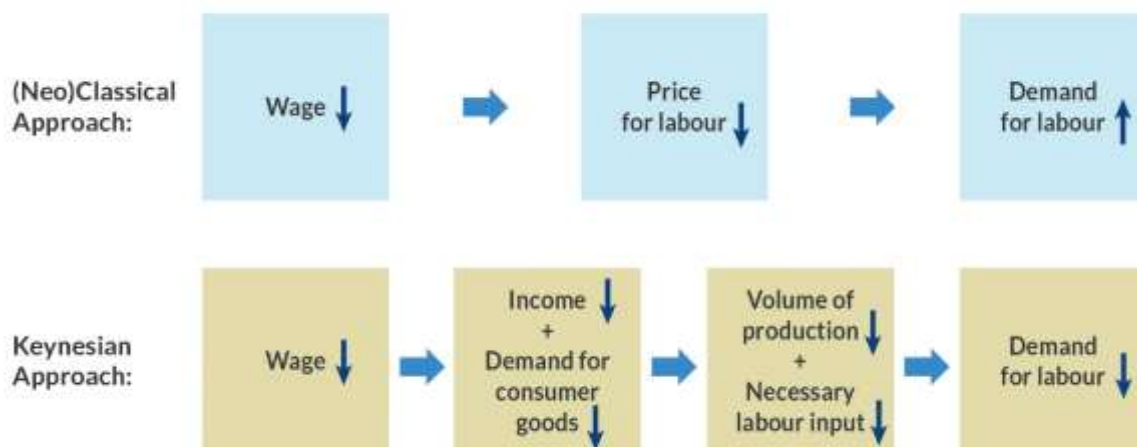 (Neo)Classical
Approach:
Wage
Price
for labour
Demand
for labour
Keynesian
Approach:
Wage
Income
+
Demand for
consumer
goods
Volume of
production
+
Necessary
labour input
Demand
for labour